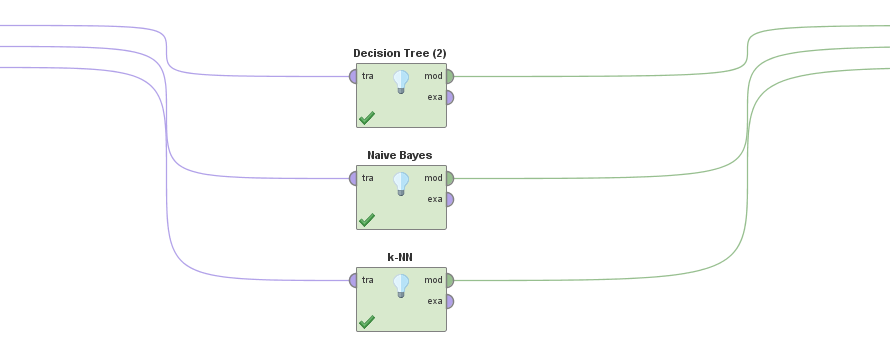 Decision Tree (2)
tra mod
exa
Naive Bayes
tra mod
exa
k-NN
tra mod
exa